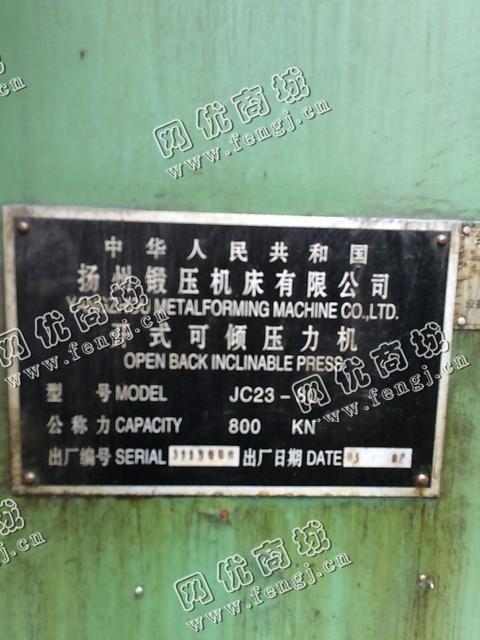 网优商城
www.fengj.cn
中华人民共和国
扬州锻压机床有限公司
METALFORMING MACHINE CO.,LTD.
式可倾压力机
OPEN BACK INCLINABLE PRESS
型 号 MODEL JC23-80
公称力 CAPACITY 800 KN
出厂编号 SERIAL 出厂日期 DATE
网优商城
www.fengj.cn
网优商城
www.fengj.cn
网优商城
www.fengj.cn